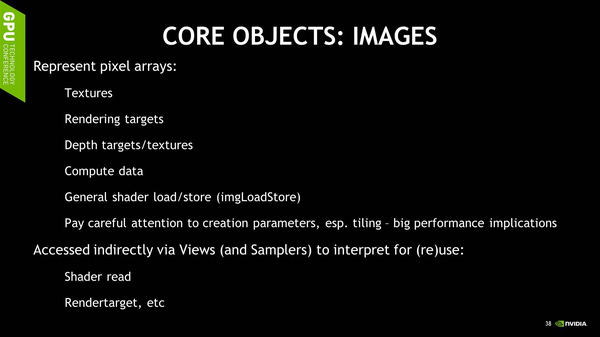 GPU TECHNOLOGY
CONFERENCE
CORE OBJECTS: IMAGES
Represent pixel arrays:
Textures
Rendering targets
Depth targets/textures
Compute data
General shader load/store (imgLoadStore)
Pay careful attention to creation parameters, esp. tiling – big performance implications
Accessed indirectly via Views (and Samplers) to interpret for (re)use:
Shader read
Rendertarget, etc
38 NVIDIA